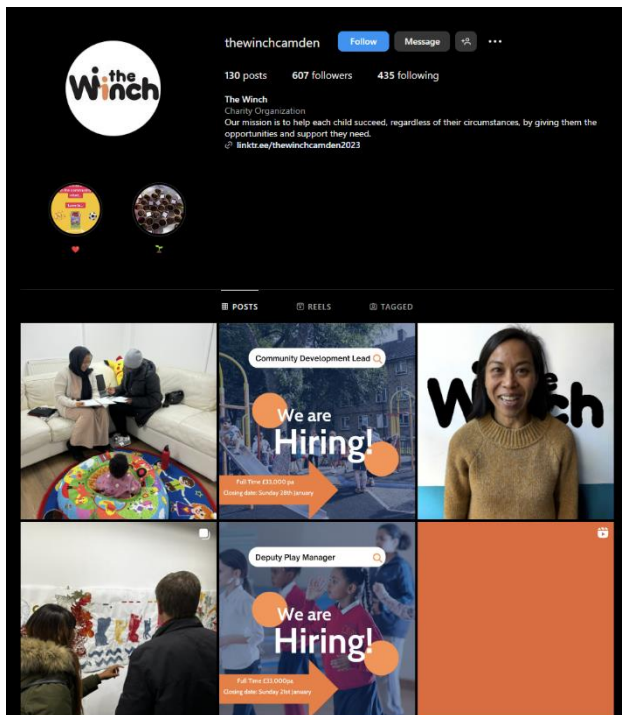 the
Winch
thewinchcamden
Follow
Message
130 posts
607 followers
435 following
The Winch
Charity Organization
Our mission is to help each child succeed, regardless of their circumstances, by giving them the
opportunities and support they need.
linktr.ee/thewinchcamden2023
POSTS
REELS
TAGGED
Community Development Lead
We are
Hiring!
Full Time £33,000 pa
Closing date: Sunday 28th January
Deputy Play Manager
We are
Hiring!
Full Time £33,000pa
Closing date: Sunday 21st January